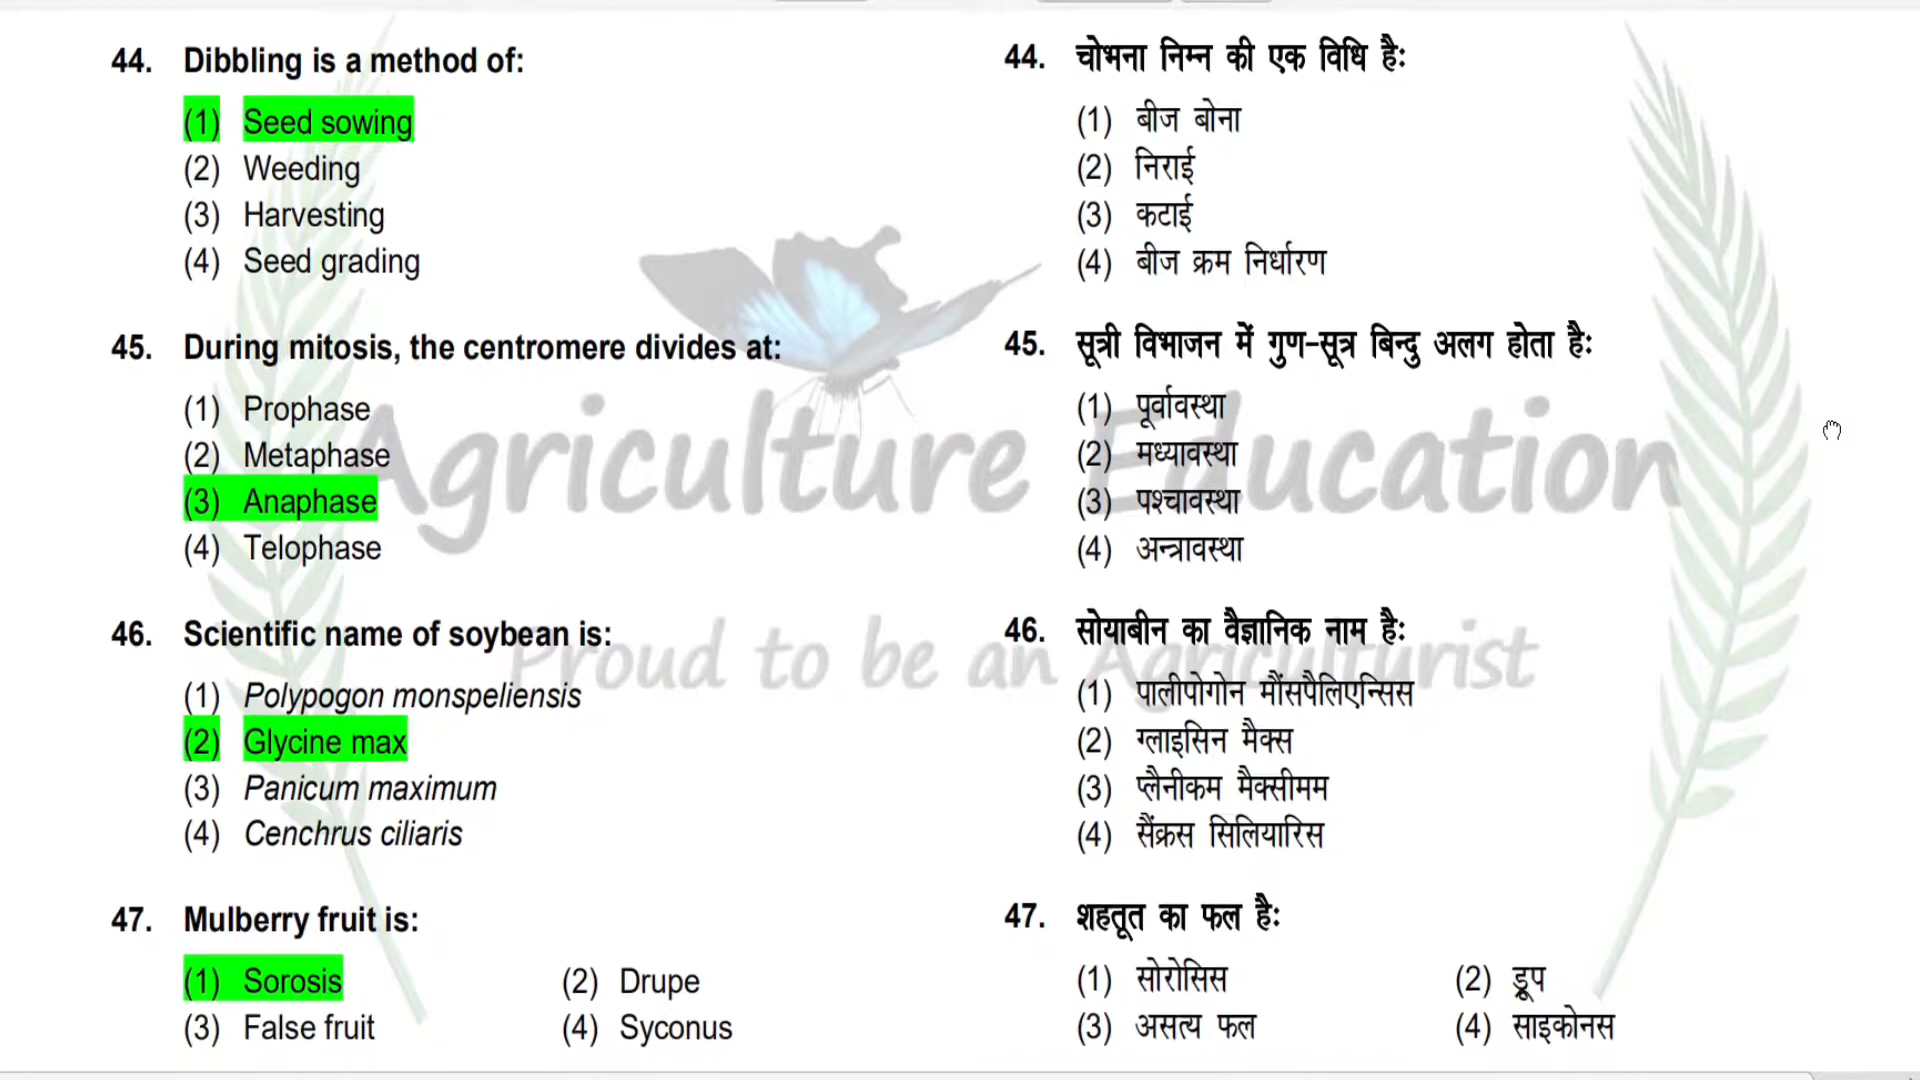 44. Dibbling is a method of:
(1) Seed sowing
(2) Weeding
(3) Harvesting
(4) Seed grading
45. During mitosis, the centromere divides at:
(1) Prophase
(2) Metaphase
(3) Anaphase
(4) Telophase
46. Scientific name of soybean is:
(1) Polypogon monspeliensis
(2) Glycine max
(3) Panicum maximum
(4) Cenchrus ciliaris
47. Mulberry fruit is:
(1) Sorosis (2) Drupe
(3) False fruit (4) Syconus
44. चोभना निम्न की एक विधि है:
(1) बीज बोना
(2) निराई
(3) कटाई
(4) बीज क्रम निर्धारण
45. सूत्री विभाजन में गुण-सूत्र बिन्दु अलग होता है:
(1) पूर्वावस्था
(2) मध्यावस्था
(3) पश्चावस्था
(4) अन्त्रावस्था
46. सोयाबीन का वैज्ञानिक नाम है:
(1) पालीपोगोन मौंसपैलिएन्सिस
(2) ग्लाइसिन मैक्स
(3) प्लैनीकम मैक्सीमम
(4) सैंक्रस सिलियारिस
47. शहतूत का फल है:
(1) सोरोसिस (2) ड्रूप
(3) असत्य फल (4) साइकोनस
Agriculture Education
Proud to be an Agriculturist